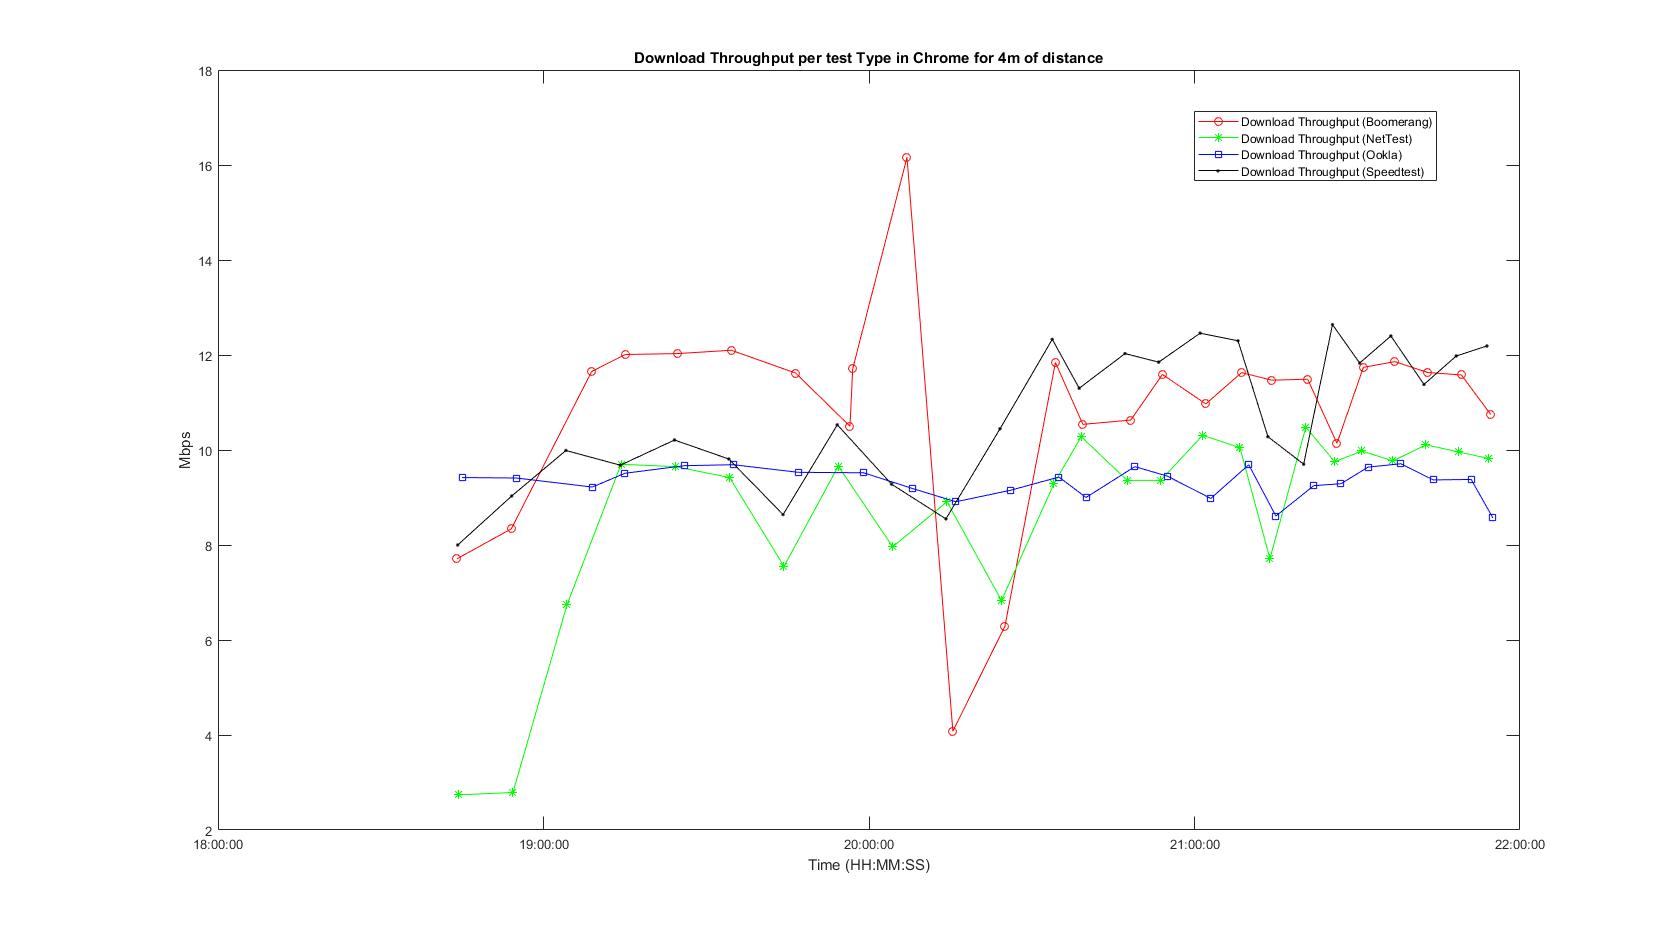 Download Throughput per test Type in Chrome for 4m of distance
18
16
14
12
10
8
6
4
2
Mbps
Download Throughput (Boomerang)
Download Throughput (NetTest)
Download Throughput (Ookla)
Download Throughput (Speedtest)
18:00:00 19:00:00 20:00:00 21:00:00 22:00:00
Time (HH:MM:SS)